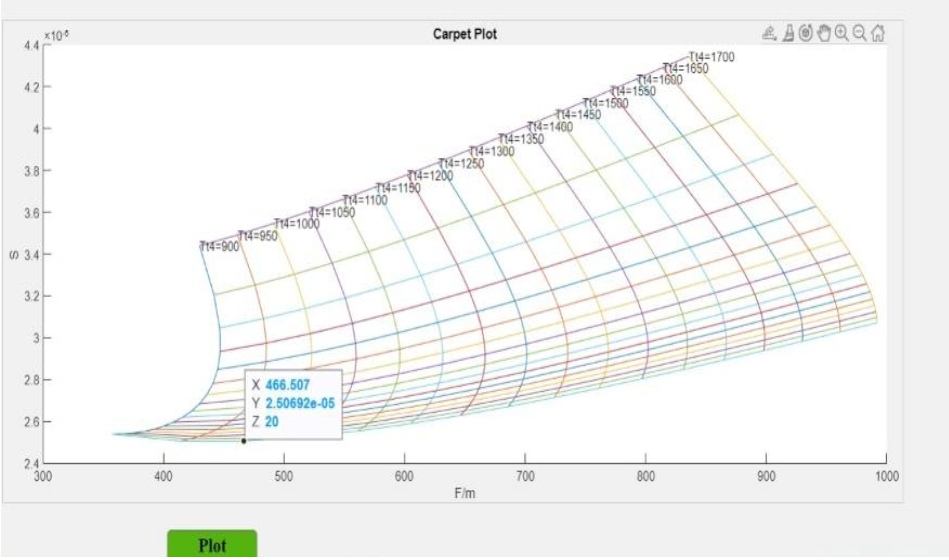 Carpet Plot
×10⁻⁵
4.4
4.2
4
3.8
3.6
3.4
3.2
3
2.8
2.6
2.4
S
Tt4=1700
Tt4=1650
Tt4=1600
Tt4=1550
Tt4=1500
Tt4=1450
Tt4=1400
Tt4=1350
Tt4=1300
Tt4=1250
Tt4=1200
Tt4=1150
Tt4=1100
Tt4=1050
Tt4=1000
Tt4=950
Tt4=900
X 466.507
Y 2.50692e-05
Z 20
300 400 500 600 700 800 900 1000
F/m
Plot